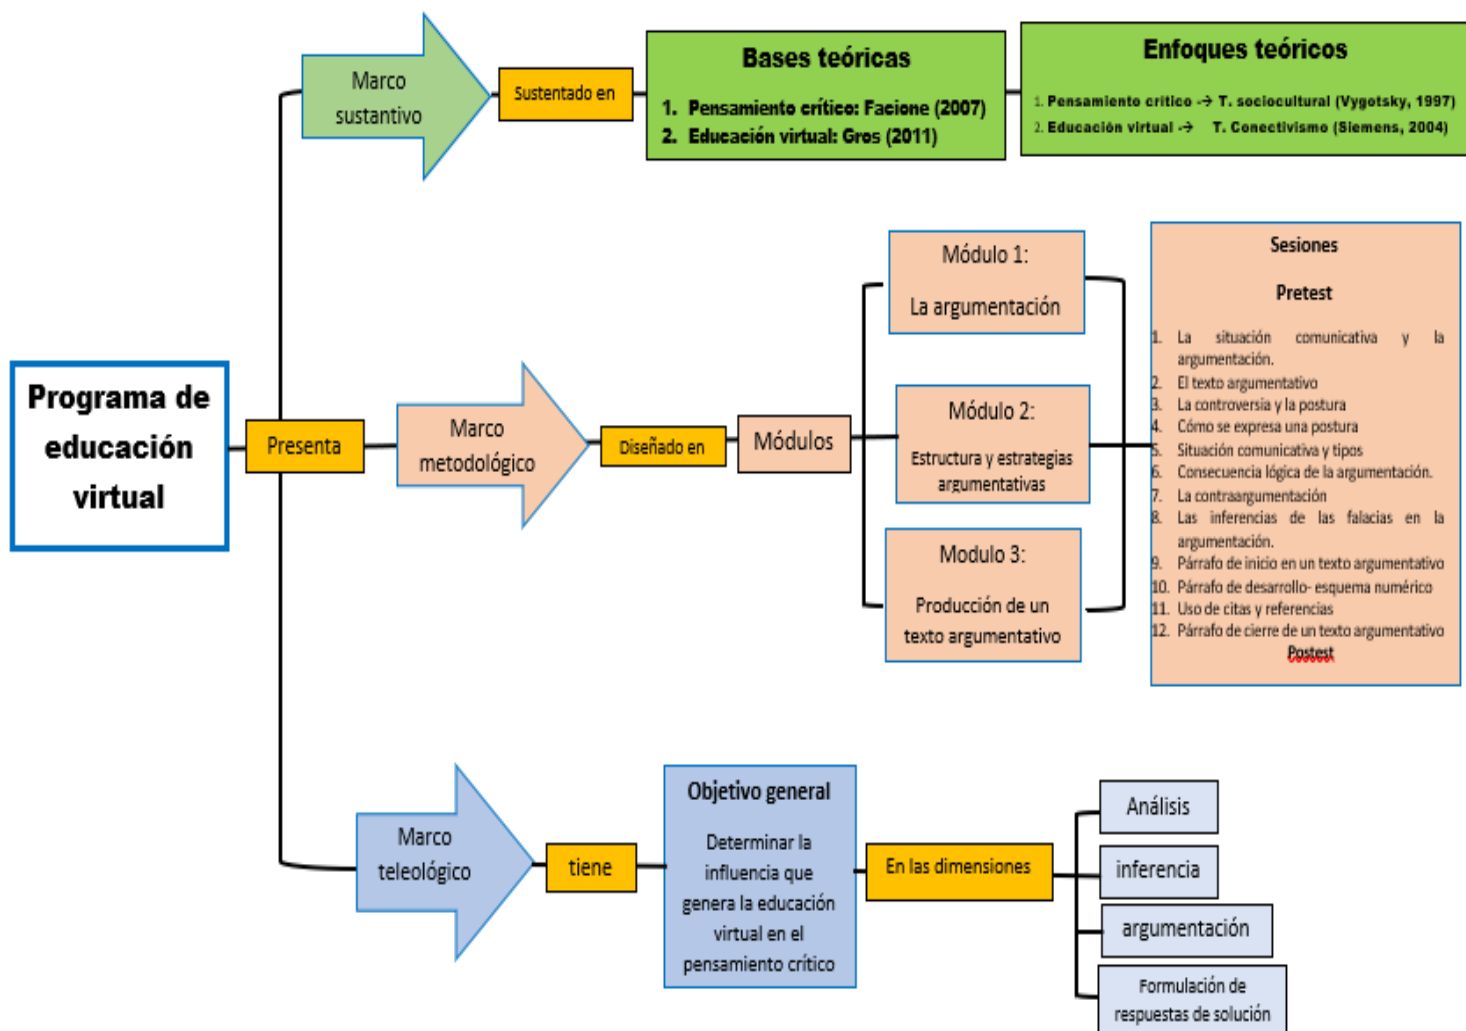 Programa de
educación
virtual
Presenta
Marco
sustantivo
Sustentado en
Bases teóricas
1. Pensamiento crítico: Facione (2007)
2. Educación virtual: Gros (2011)
Enfoques teóricos
1. Pensamiento critico -→ T. sociocultural (Vygotsky, 1997)
2. Educación virtual -→ T. Conectivismo (Siemens, 2004)
Marco
metodológico
Diseñado en
Módulos
Módulo 1:
La argumentación
Módulo 2:
Estructura y estrategias
argumentativas
Modulo 3:
Producción de un
texto argumentativo
Sesiones
Pretest
1. La situación comunicativa y la
argumentación.
2. El texto argumentativo
3. La controversia y la postura
4. Cómo se expresa una postura
5. Situación comunicativa y tipos
6. Consecuencia lógica de la argumentación.
7. La contraargumentación
8. Las inferencias de las falacias en la
argumentación.
9. Párrafo de inicio en un texto argumentativo
10. Párrafo de desarrollo- esquema numérico
11. Uso de citas y referencias
12. Párrafo de cierre de un texto argumentativo
Postest
Marco
teleológico
tiene
Objetivo general
Determinar la
influencia que
genera la educación
virtual en el
pensamiento crítico
En las dimensiones
Análisis
inferencia
argumentación
Formulación de
respuestas de solución